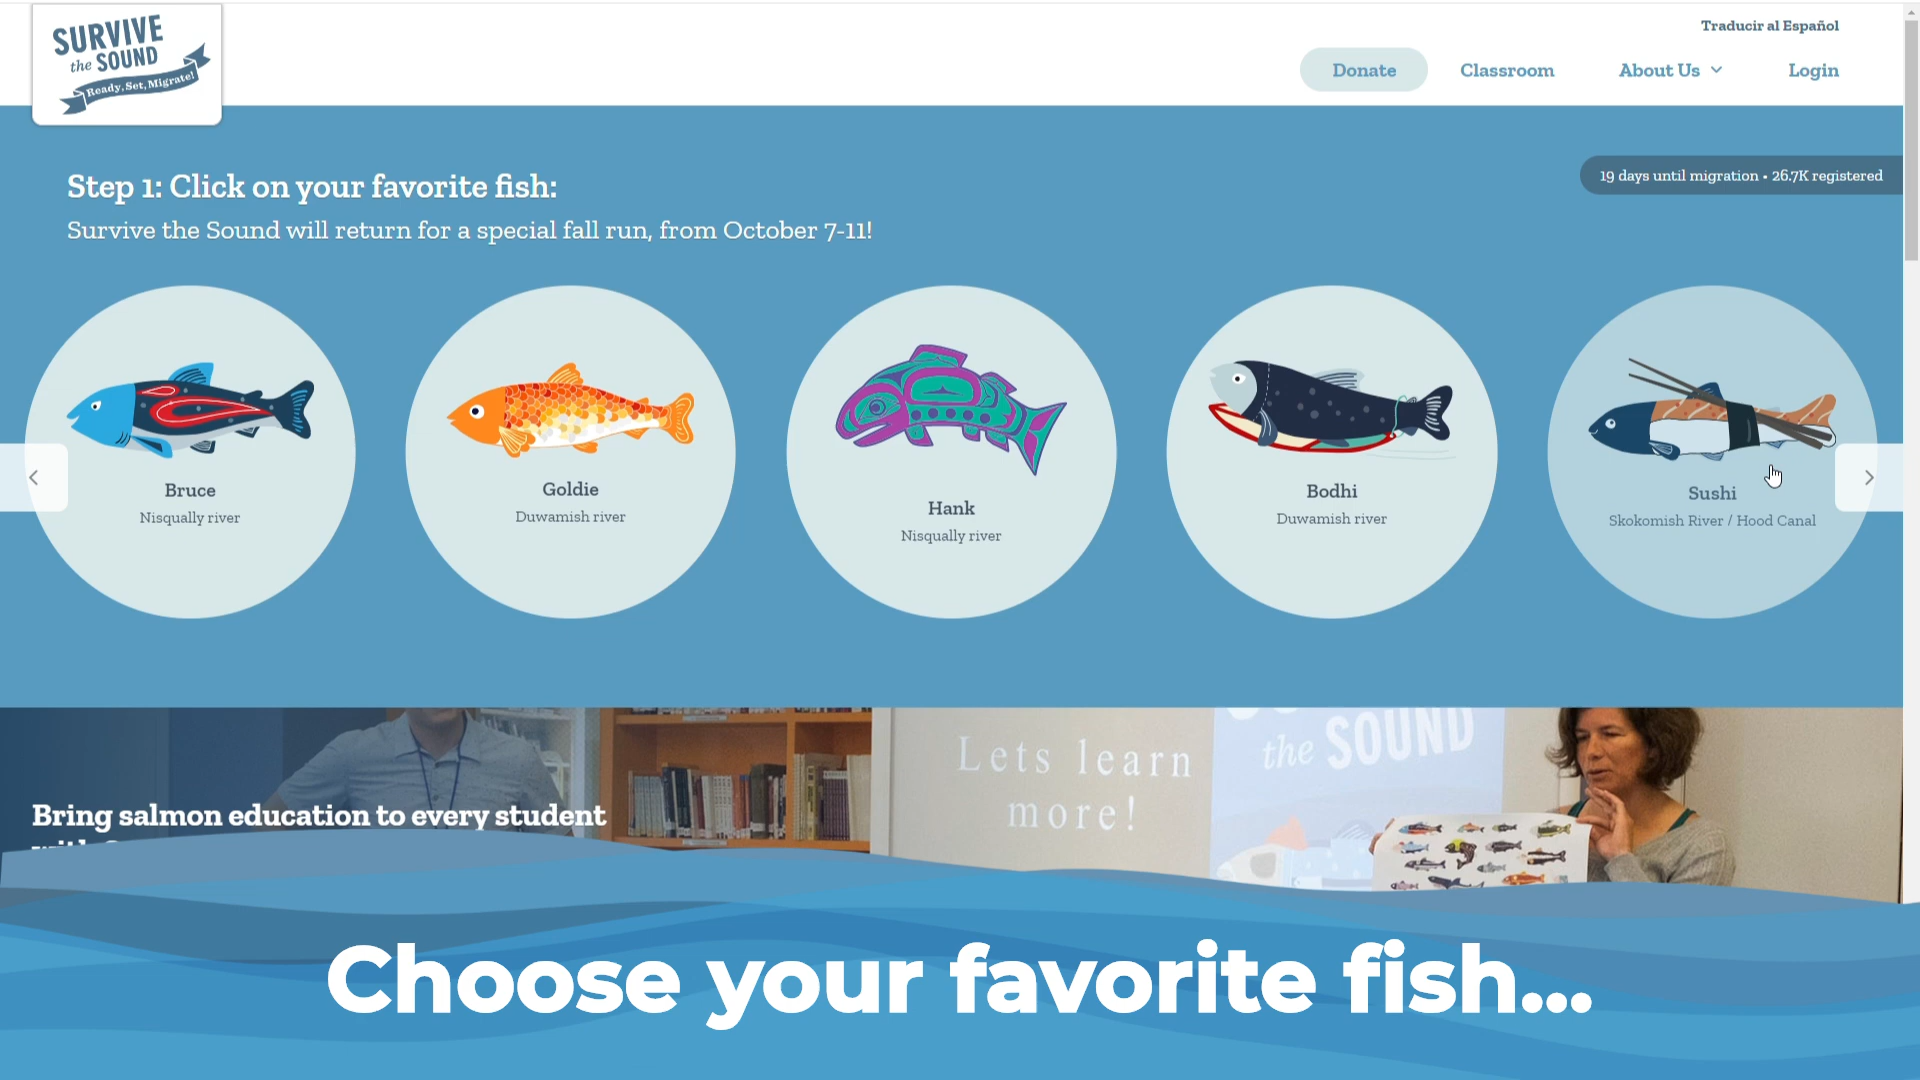 SURVIVE
the SOUND
Ready, Set, Migrate!
Traducir al Español
Donate
Classroom
About Us
Login
Step 1: Click on your favorite fish:
Survive the Sound will return for a special fall run, from October 7-11!
19 days until migration • 26.7K registered
Bruce
Nisqually river
Goldie
Duwamish river
Hank
Nisqually river
Bodhi
Duwamish river
Sushi
Skokomish River / Hood Canal
Lets learn
more!
the SOUND
Bring salmon education to every student
Choose your favorite fish...